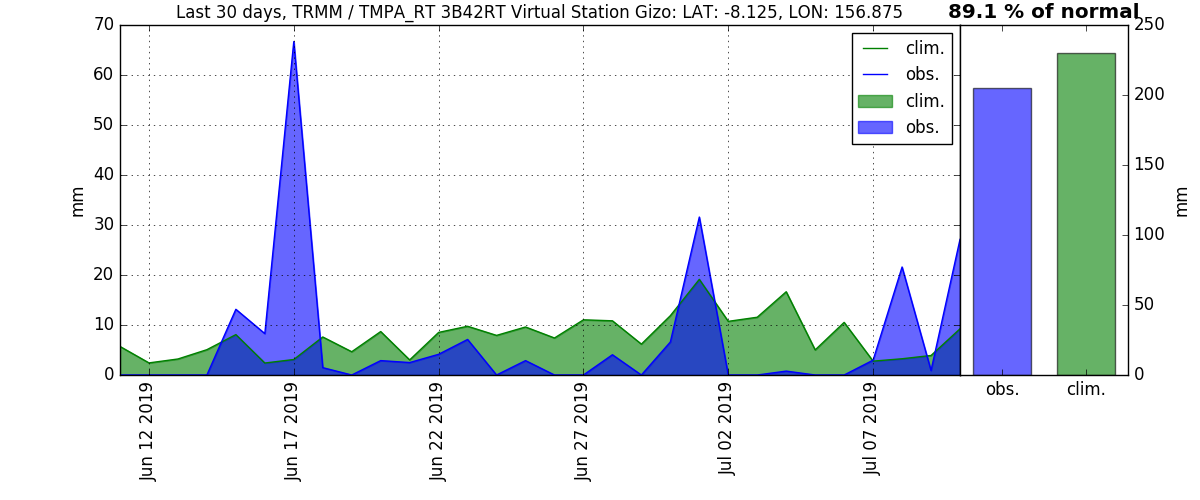 Last 30 days, TRMM / TMPA_RT 3B42RT Virtual Station Gizo: LAT: -8.125, LON: 156.875
89.1 % of normal
70
60
50
40
30
20
10
0
mm
clim.
obs.
clim.
obs.
Jun 12 2019
Jun 17 2019
Jun 22 2019
Jun 27 2019
Jul 02 2019
Jul 07 2019
250
200
150
100
50
0
mm
obs.
clim.